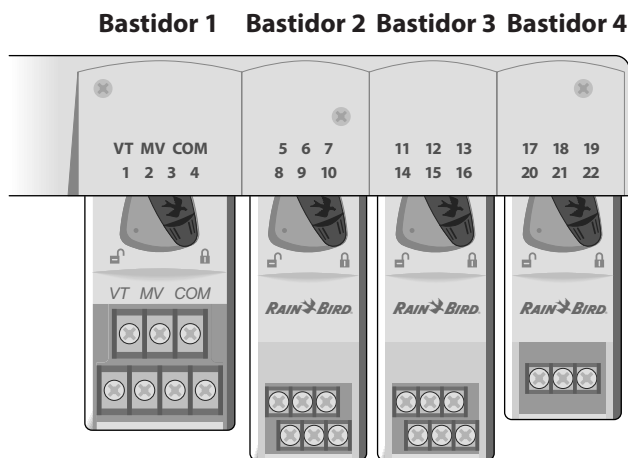 Bastidor 1 Bastidor 2 Bastidor 3 Bastidor 4
VT MV COM 5 6 7 11 12 13 17 18 19
1 2 3 4 8 9 10 14 15 16 20 21 22
VT MV COM
RAIN BIRD. RAIN BIRD. RAIN BIRD.